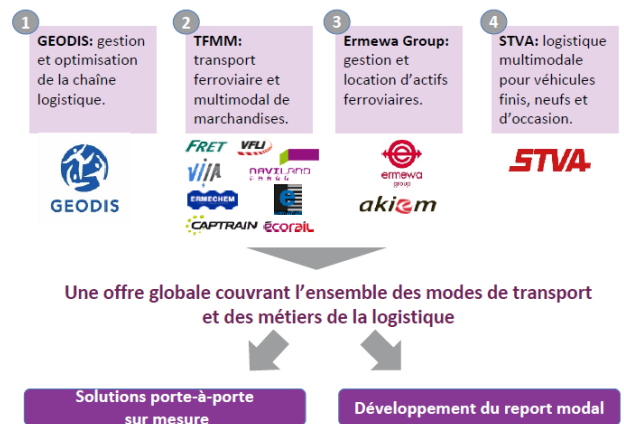 1
GEODIS: gestion
et optimisation
de la chaîne
logistique.
GEODIS
2
TFMM:
transport
ferroviaire et
multimodal de
marchandises.
FRET VFLI
VIIA NAVILAND
CARGO
ERMECHEM
CAPTRAIN écorail
3
Ermewa Group:
gestion et
location d'actifs
ferroviaires.
ermewa
group
akiem
4
STVA: logistique
multimodale
pour véhicules
finis, neufs et
d'occasion.
STVA
Une offre globale couvrant l'ensemble des modes de transport
et des métiers de la logistique
Solutions porte-à-porte
sur mesure
Développement du report modal